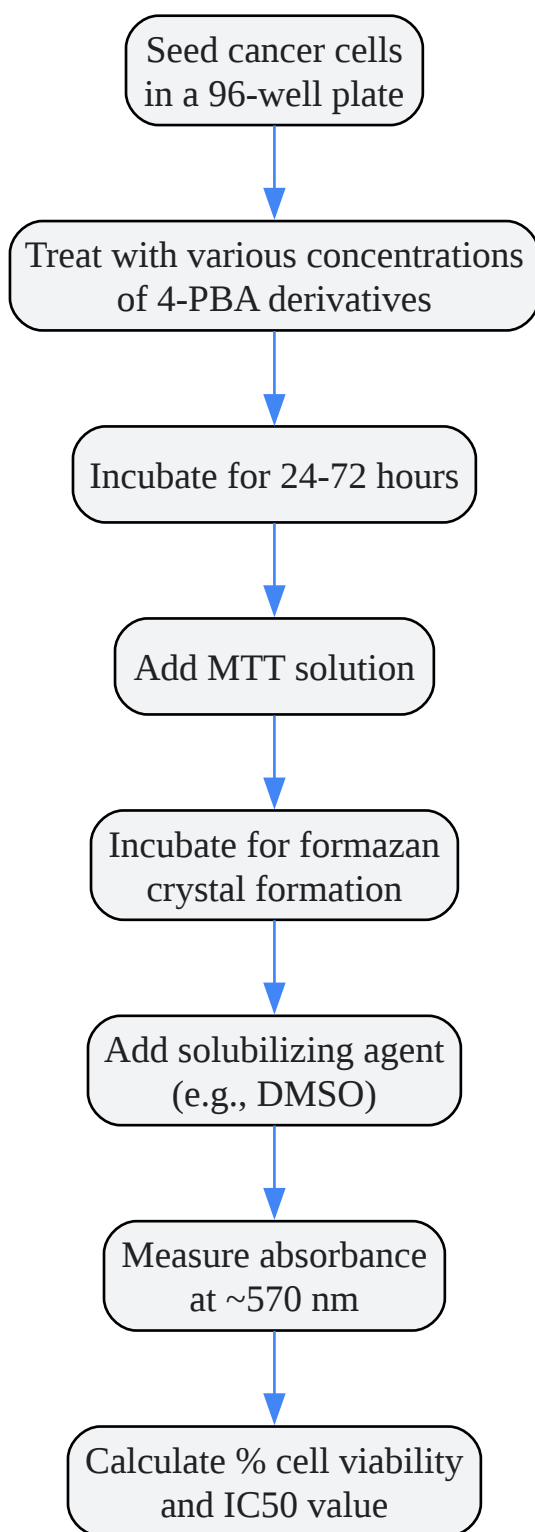 Seed cancer cells
in a 96-well plate
Treat with various concentrations
of 4-PBA derivatives
Incubate for 24-72 hours
Add MTT solution
Incubate for formazan
crystal formation
Add solubilizing agent
(e.g., DMSO)
Measure absorbance
at ~570 nm
Calculate % cell viability
and IC50 value